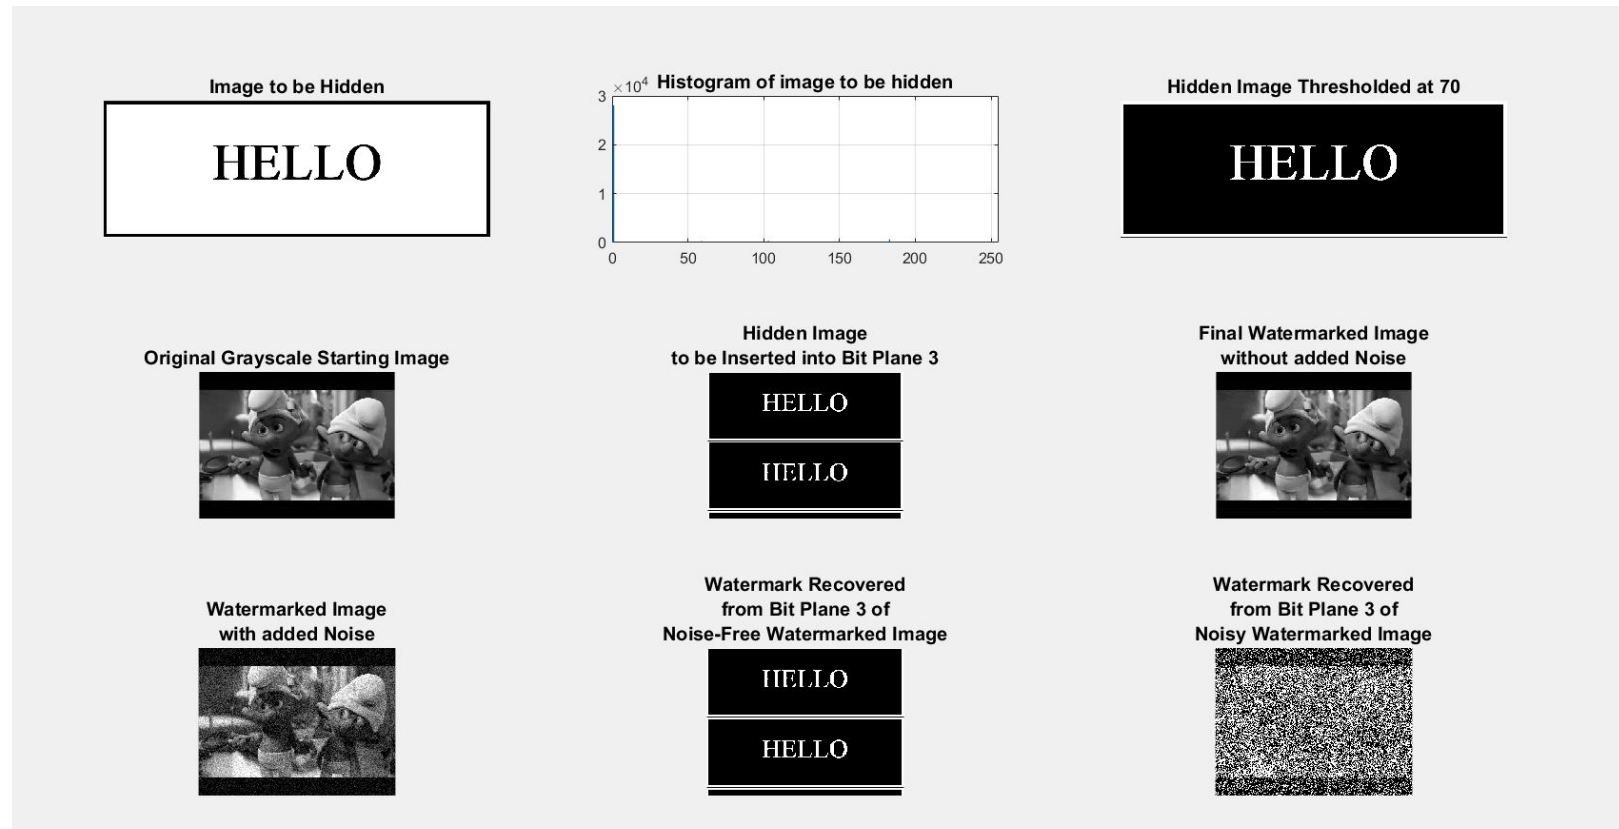 Image to be Hidden
HELLO
×10⁴ Histogram of image to be hidden
3
2
1
0
0 50 100 150 200 250
Hidden Image Thresholded at 70
HELLO
Original Grayscale Starting Image
Hidden Image
to be Inserted into Bit Plane 3
HELLO
HELLO
Final Watermarked Image
without added Noise
Watermarked Image
with added Noise
Watermark Recovered
from Bit Plane 3 of
Noise-Free Watermarked Image
HELLO
HELLO
Watermark Recovered
from Bit Plane 3 of
Noisy Watermarked Image